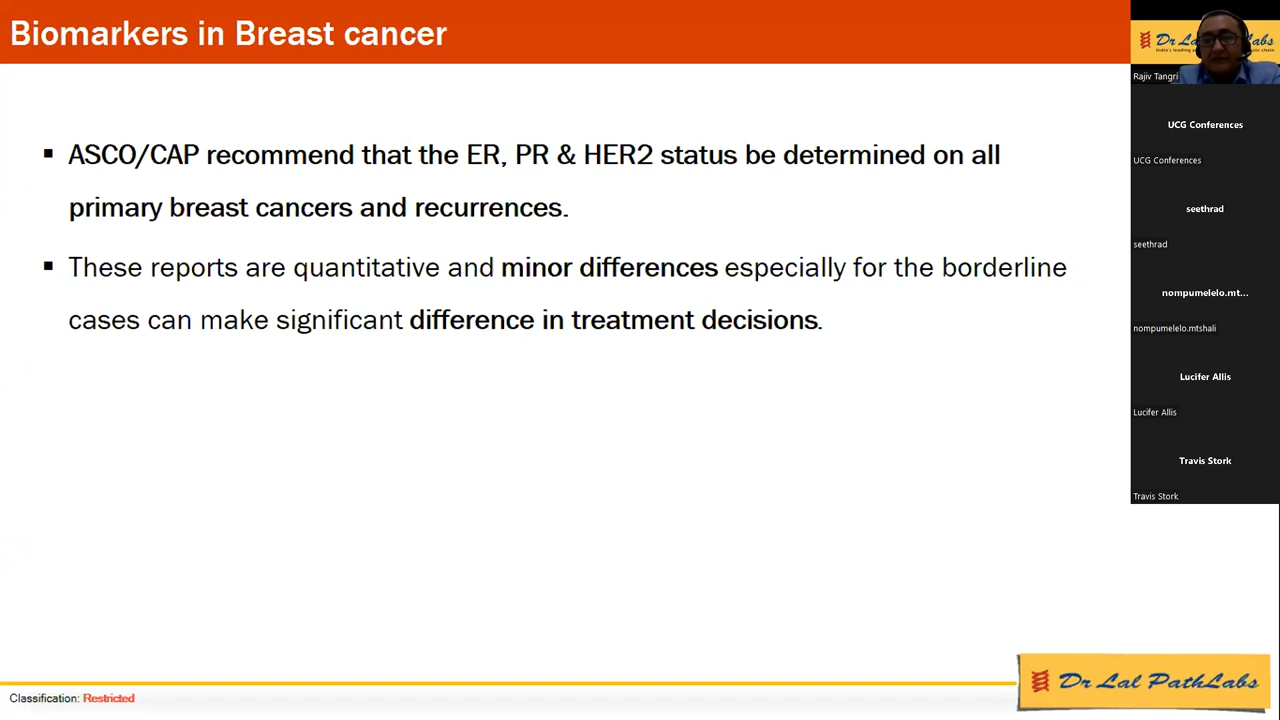 Biomarkers in Breast cancer
▪ ASCO/CAP recommend that the ER, PR & HER2 status be determined on all
primary breast cancers and recurrences.
▪ These reports are quantitative and minor differences especially for the borderline
cases can make significant difference in treatment decisions.
Classification: Restricted
Dr Lal PathLabs
Rajiv Tangri
UCG Conferences
UCG Conferences
seethrad
seethrad
nompumelelo.mt...
nompumelelo.mtshali
Lucifer Allis
Lucifer Allis
Travis Stork
Travis Stork